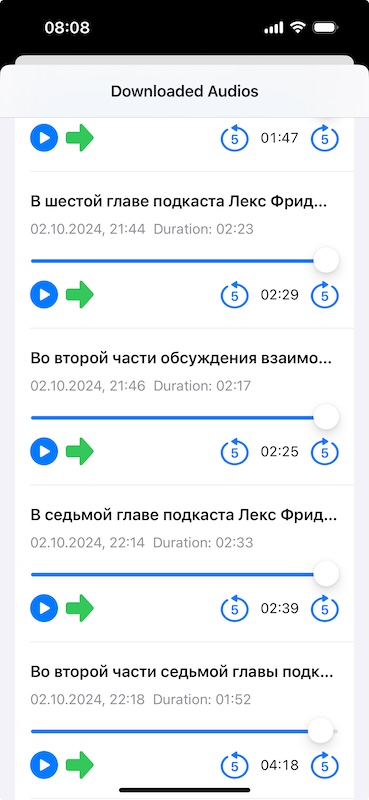 08:08
Downloaded Audios
5 01:47 5
В шестой главе подкаста Лекс Фрид...
02.10.2024, 21:44 Duration: 02:23
5 02:29 5
Во второй части обсуждения взаимо...
02.10.2024, 21:46 Duration: 02:17
5 02:25 5
В седьмой главе подкаста Лекс Фрид...
02.10.2024, 22:14 Duration: 02:33
5 02:39 5
Во второй части седьмой главы подк...
02.10.2024, 22:18 Duration: 01:52
5 04:18 5